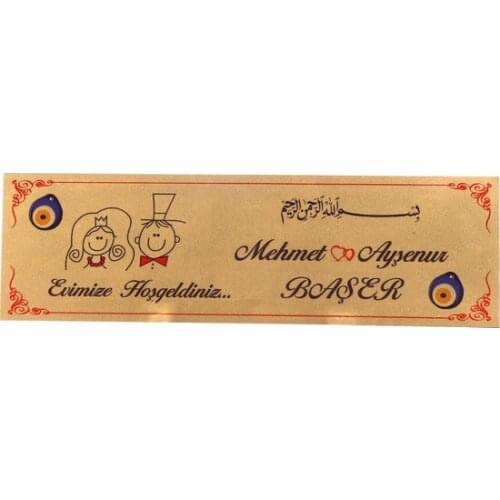 بسم الله الرحمن الرحيم
Mehmet Ayşenur
Evimize Hoşgeldiniz...
BAŞER